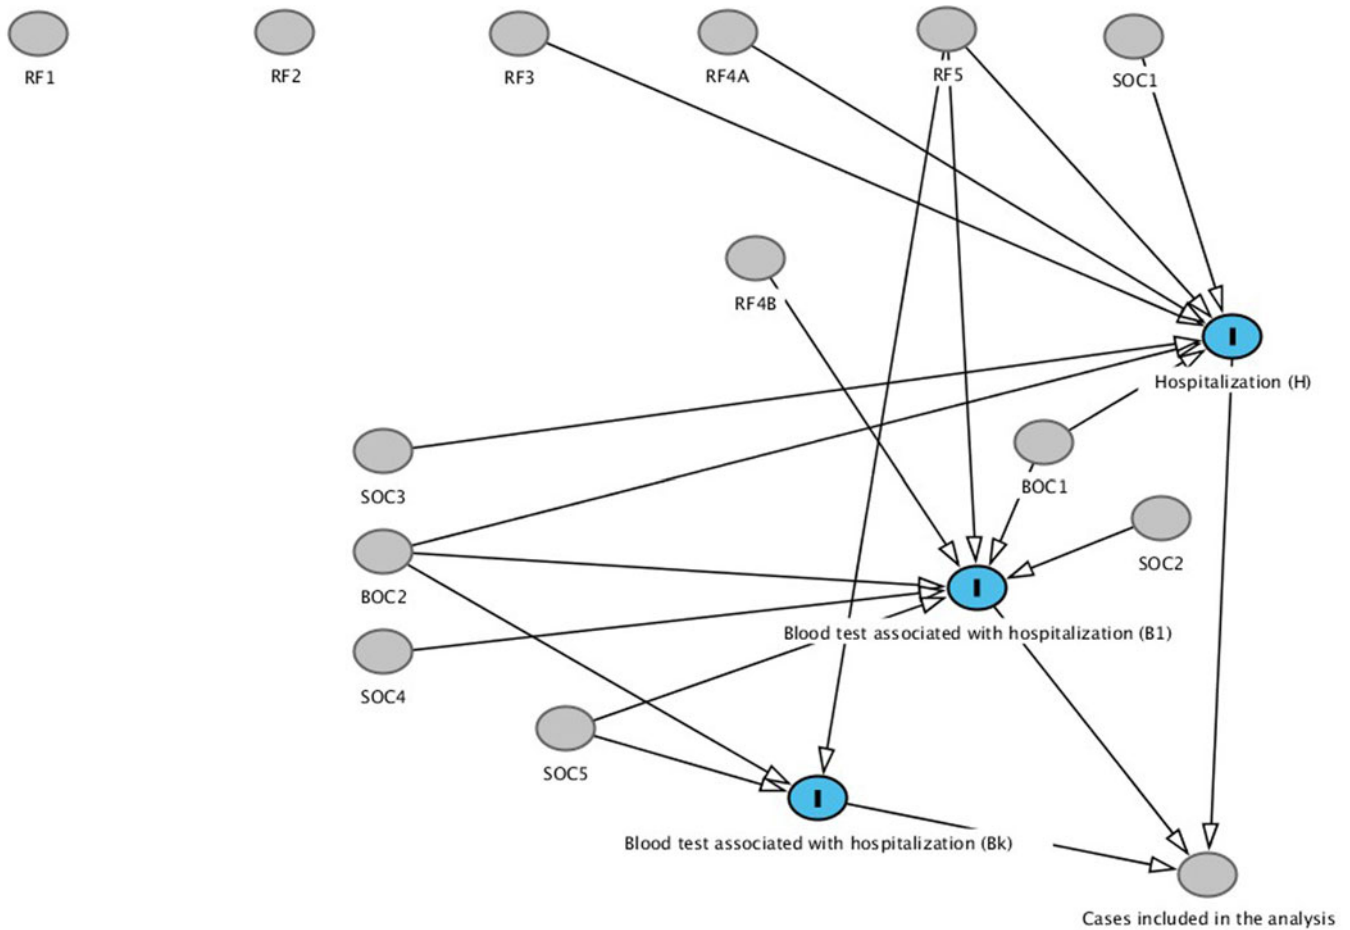 RF1
RF2
RF3
RF4A
RF5
SOC1
RF4B
Hospitalization (H)
SOC3
BOC1
BOC2
SOC2
Blood test associated with hospitalization (B1)
SOC4
SOC5
Blood test associated with hospitalization (Bk)
Cases included in the analysis